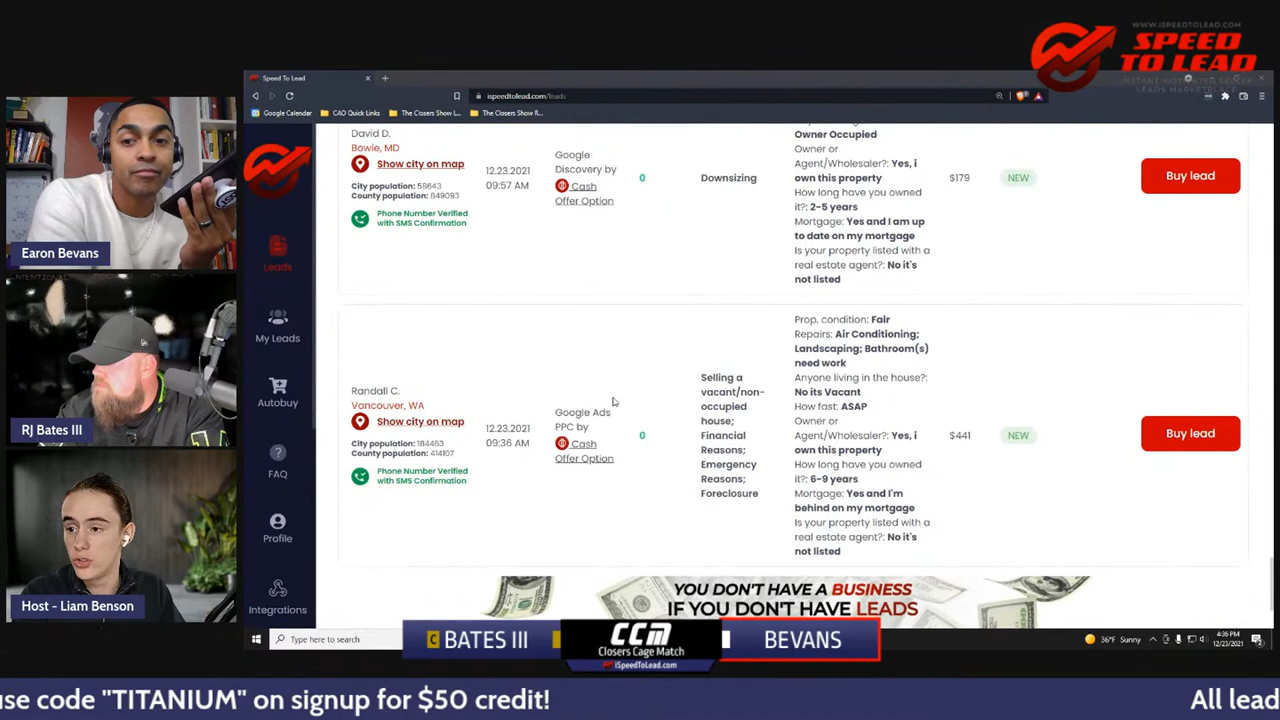 WWW.ISPEEDTOLEAD.COM
SPEED
TO LEAD
INSTANT MOTIVATED SELLER
LEADS MARKETPLACE
Speed To Lead
ispeedtolead.com/leads
Google Calendar
CAO Quick Links
The Closers Show L...
The Closers Show R...
Earon Bevans
RJ Bates III
Host - Liam Benson
Leads
My Leads
Autobuy
FAQ
Profile
Integrations
David D.
Bowie, MD
Show city on map
City population: 58643
County population: 849093
Phone Number Verified
with SMS Confirmation
12.23.2021
09:57 AM
Google
Discovery by
Cash
Offer Option
0
Downsizing
Owner Occupied
Owner or
Agent/Wholesaler?: Yes, i
own this property
How long have you owned
it?: 2-5 years
Mortgage: Yes and I am up
to date on my mortgage
Is your property listed with a
real estate agent?: No it's
not listed
$179
NEW
Buy lead
Randall C.
Vancouver, WA
Show city on map
City population: 184463
County population: 414107
Phone Number Verified
with SMS Confirmation
12.23.2021
09:36 AM
Google Ads
PPC by
Cash
Offer Option
0
Selling a
vacant/non-
occupied
house;
Financial
Reasons;
Emergency
Reasons;
Foreclosure
Prop. condition: Fair
Repairs: Air Conditioning;
Landscaping; Bathroom(s)
need work
Anyone living in the house?:
No its Vacant
How fast: ASAP
Owner or
Agent/Wholesaler?: Yes, i
own this property
How long have you owned
it?: 6-9 years
Mortgage: Yes and I'm
behind on my mortgage
Is your property listed with a
real estate agent?: No it's
not listed
$441
NEW
Buy lead
YOU DON'T HAVE A BUSINESS
IF YOU DON'T HAVE LEADS
Type here to search
36°F Sunny
4:36 PM
12/23/2021
C BATES III
CCM
Closers Cage Match
iSpeedToLead.com
BEVANS
use code "TITANIUM" on signup for $50 credit!
All lead